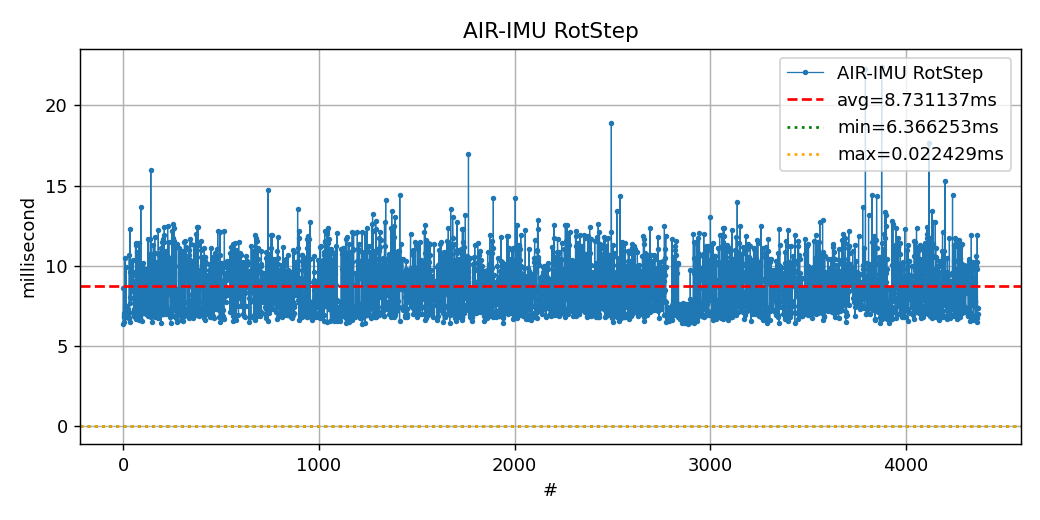 AIR-IMU RotStep
AIR-IMU RotStep
avg=8.731137ms
min=6.366253ms
max=0.022429ms
20
15
10
5
0
millisecond
0 1000 2000 3000 4000
#